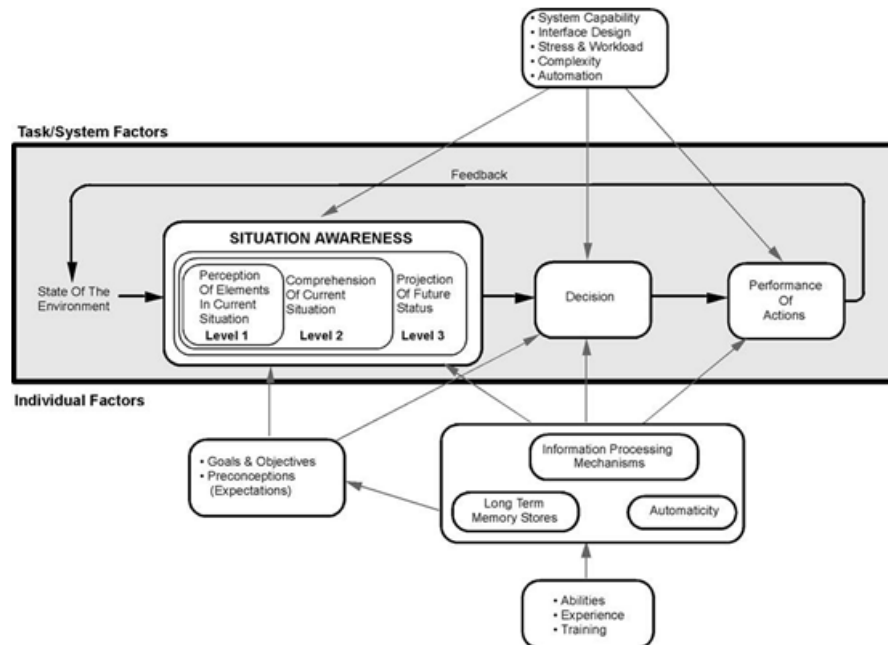 • System Capability
• Interface Design
• Stress & Workload
• Complexity
• Automation
Task/System Factors
Feedback
SITUATION AWARENESS
Perception
Of Elements
In Current
Situation
Level 1
Comprehension
Of Current
Situation
Level 2
Projection
Of Future
Status
Level 3
State Of The
Environment
Decision
Performance
Of
Actions
Individual Factors
• Goals & Objectives
• Preconceptions
(Expectations)
Information Processing
Mechanisms
Long Term
Memory Stores
Automaticity
• Abilities
• Experience
• Training